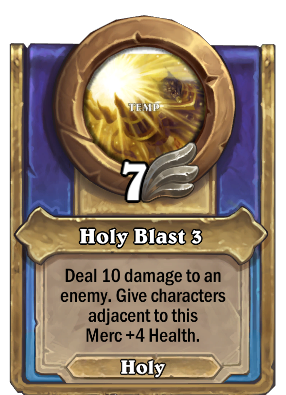 TEMP
7
Holy Blast 3
Deal 10 damage to an
enemy. Give characters
adjacent to this
Merc +4 Health.
Holy